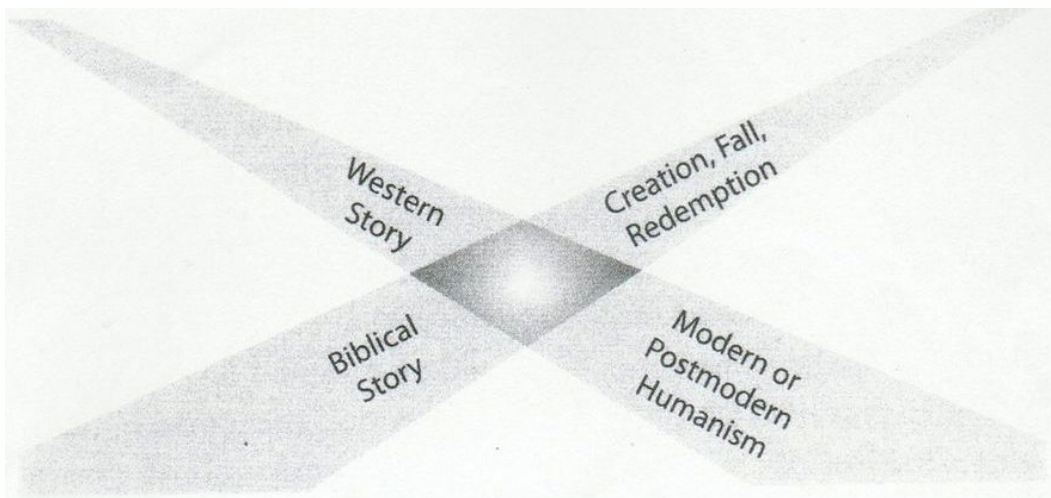 Western
Story
Creation, Fall,
Redemption
Biblical
Story
Modern or
Postmodern
Humanism